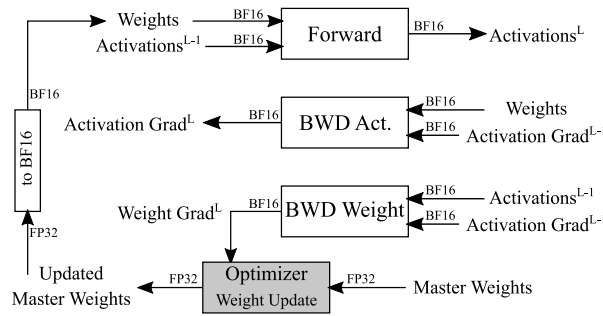 Weights BF16 Forward BF16 Activations^L
Activations^L-1 BF16
BF16
Activation Grad^L BF16 BWD Act. BF16 Weights
BF16 Activation Grad^L-
to BF16
Weight Grad^L BF16 BWD Weight BF16 Activations^L-1
BF16 Activation Grad^L-
FP32
Updated
Master Weights FP32 Optimizer
Weight Update FP32 Master Weights